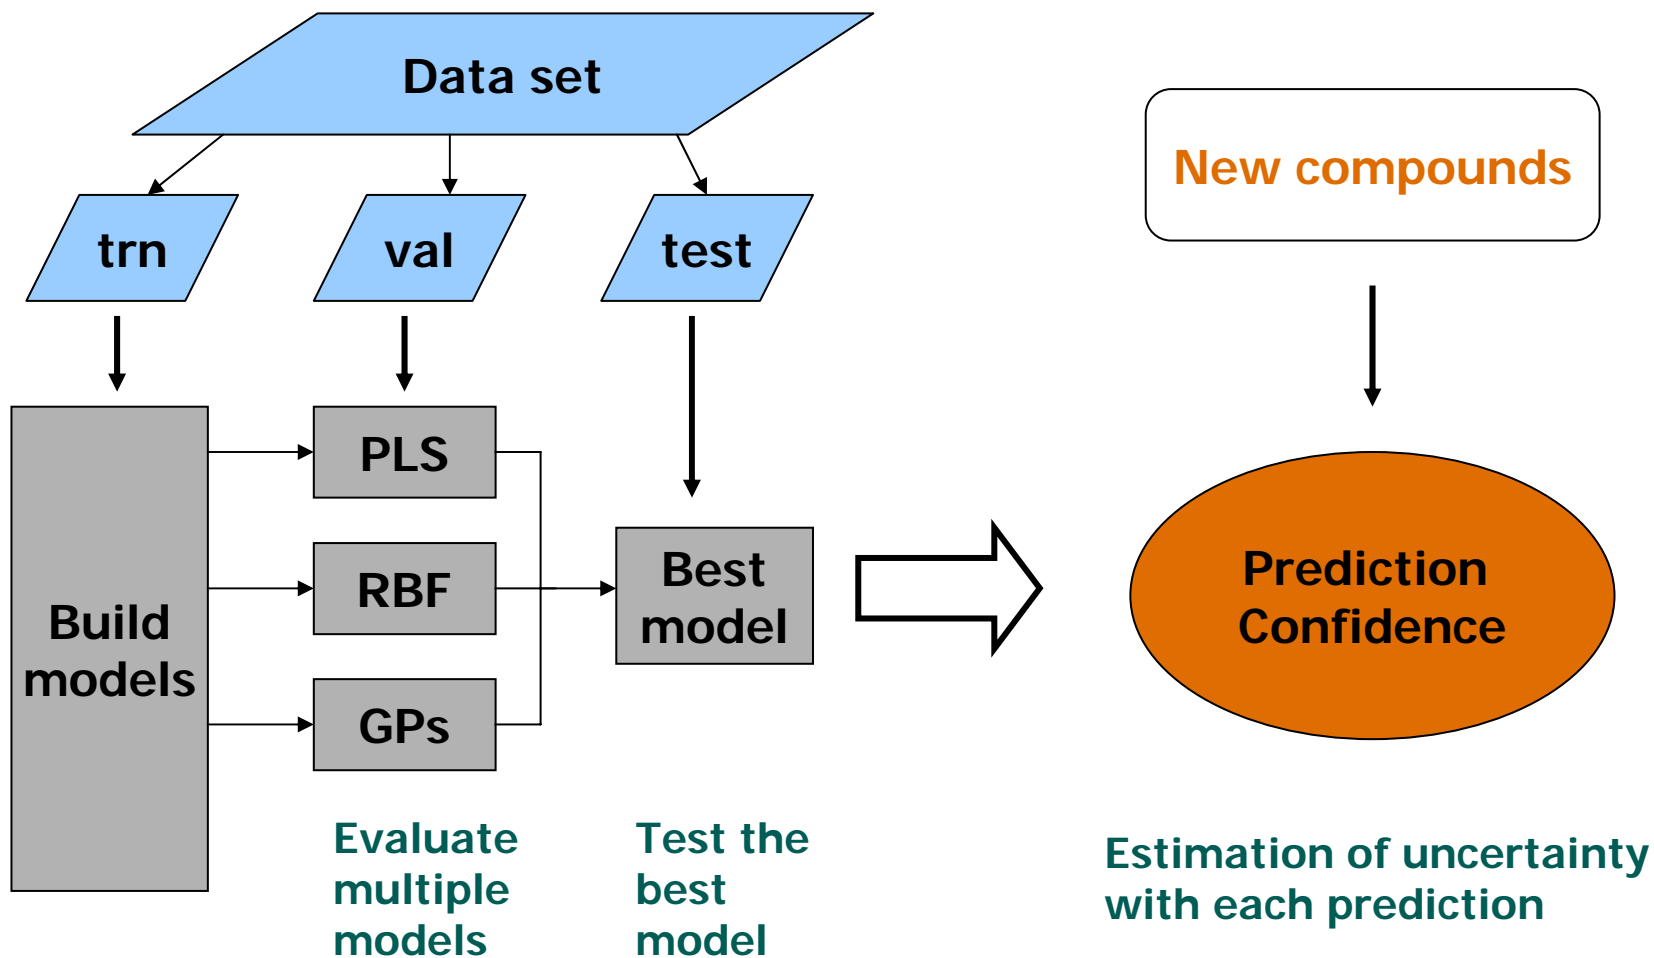 Data set
New compounds
trn
val
test
PLS
RBF
GPs
Build
models
Best
model
Prediction
Confidence
Evaluate
multiple
models
Test the
best
model
Estimation of uncertainty
with each prediction